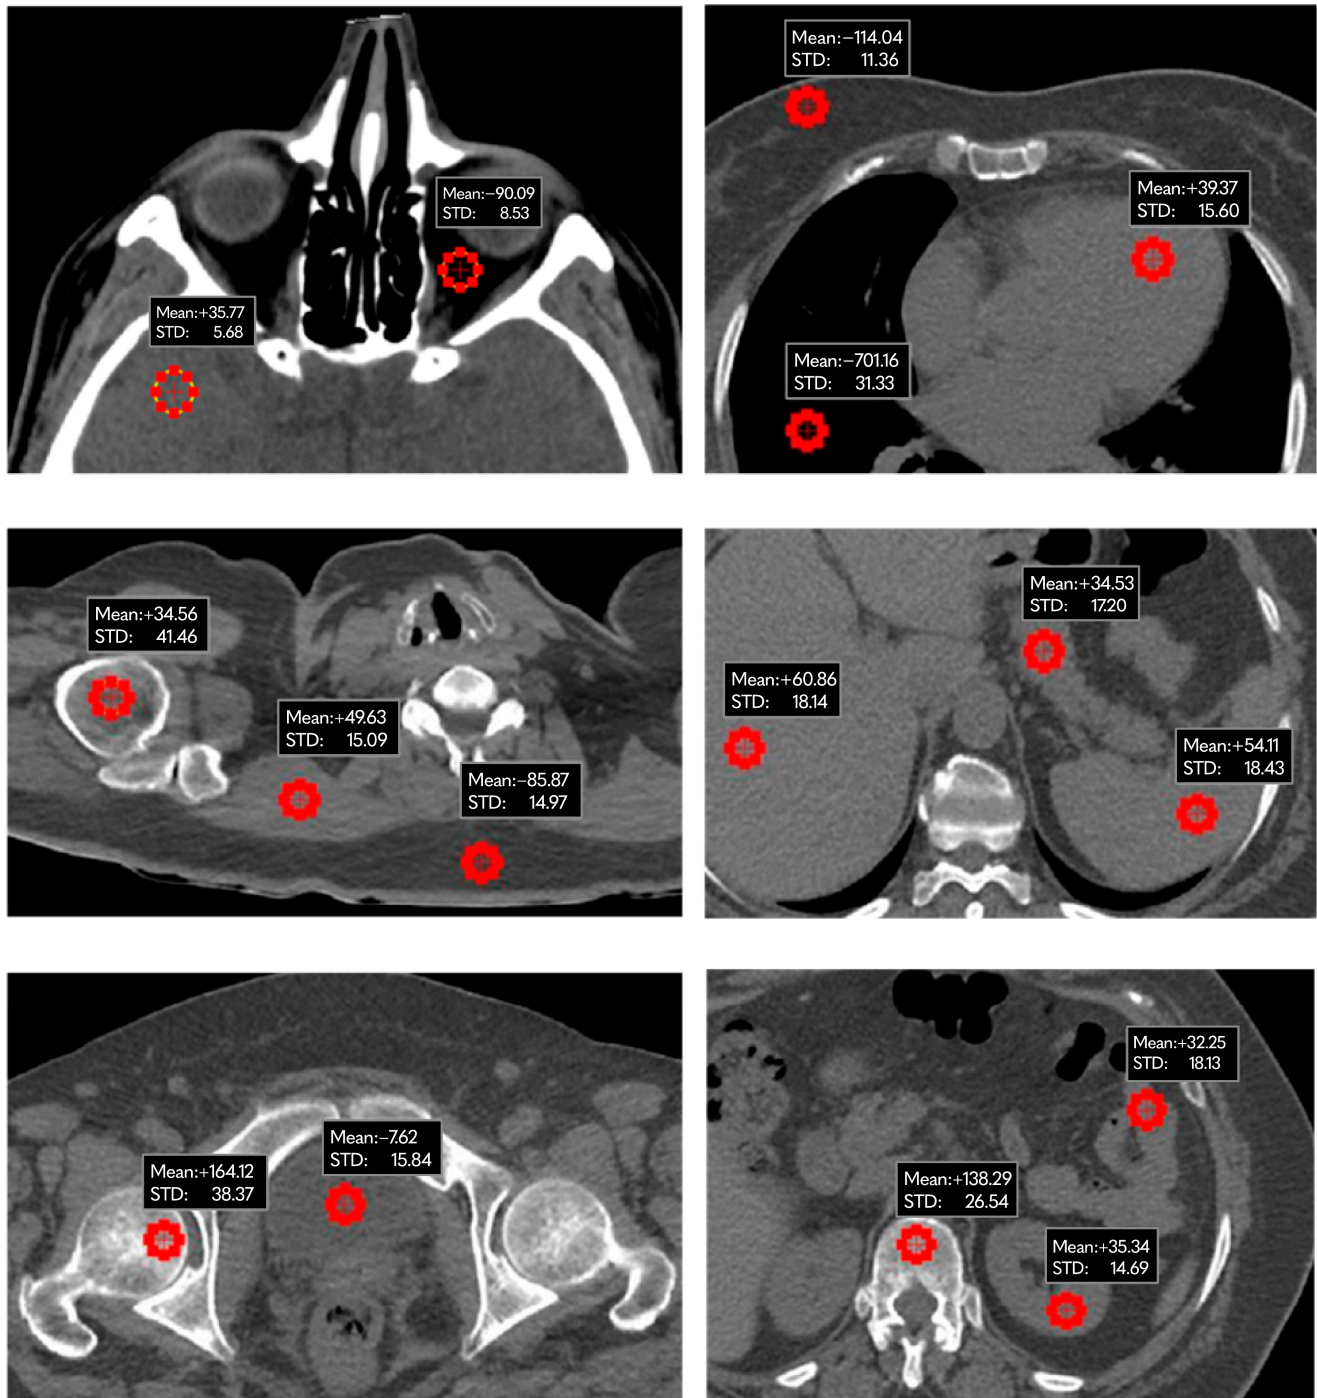 Mean:−90.09
STD: 8.53
Mean:+35.77
STD: 5.68
Mean:−114.04
STD: 11.36
Mean:+39.37
STD: 15.60
Mean:−701.16
STD: 31.33
Mean:+34.56
STD: 41.46
Mean:+49.63
STD: 15.09
Mean:−85.87
STD: 14.97
Mean:+34.53
STD: 17.20
Mean:+60.86
STD: 18.14
Mean:+54.11
STD: 18.43
Mean:−7.62
STD: 15.84
Mean:+164.12
STD: 38.37
Mean:+32.25
STD: 18.13
Mean:+138.29
STD: 26.54
Mean:+35.34
STD: 14.69